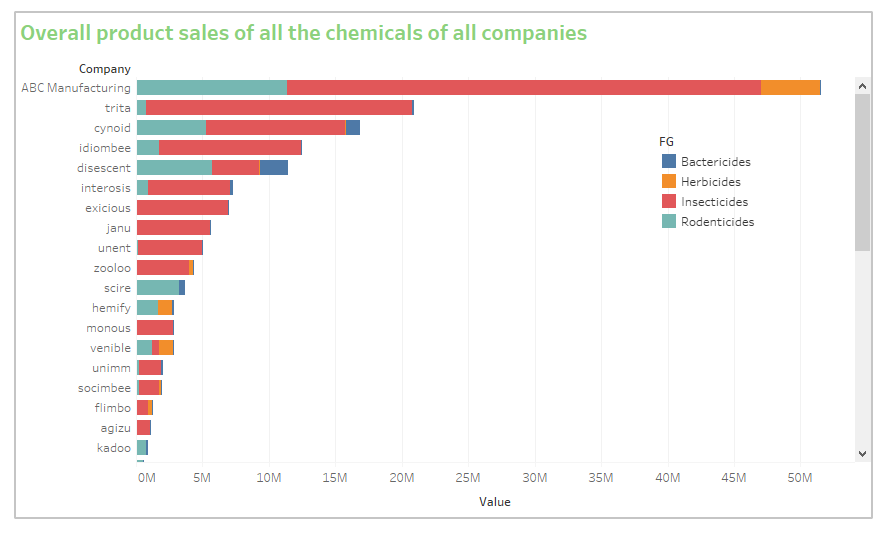 Overall product sales of all the chemicals of all companies
Company
ABC Manufacturing
trita
cynoid
idiombee
disescent
interosis
exicious
janu
unent
zooloo
scire
hemify
monous
venible
unimm
socimbee
flimbo
agizu
kadoo
FG
Bactericides
Herbicides
Insecticides
Rodenticides
0M 5M 10M 15M 20M 25M 30M 35M 40M 45M 50M
Value